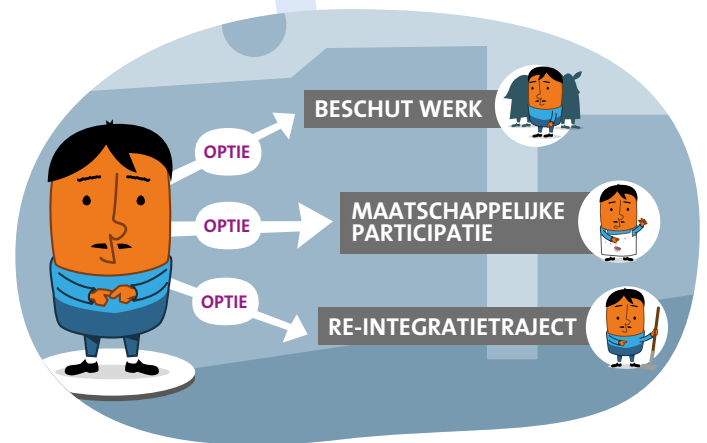 OPTIE
BESCHUT WERK
OPTIE
MAATSCHAPPELIJKE
PARTICIPATIE
OPTIE
RE-INTEGRATIETRAJECT